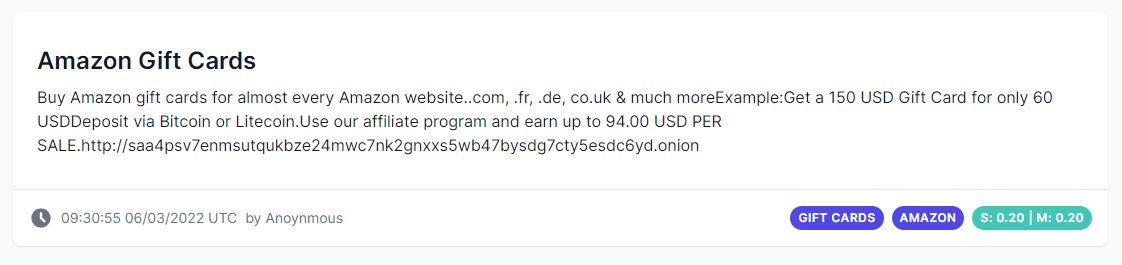 Amazon Gift Cards
Buy Amazon gift cards for almost every Amazon website..com, .fr, .de, co.uk & much moreExample:Get a 150 USD Gift Card for only 60
USDDeposit via Bitcoin or Litecoin.Use our affiliate program and earn up to 94.00 USD PER
SALE.http://saa4psv7enmsutqukbze24mwc7nk2gnxxs5wb47bysdg7cty5esdc6yd.onion
09:30:55 06/03/2022 UTC by Anoynmous GIFT CARDS AMAZON S: 0.20 | M: 0.20